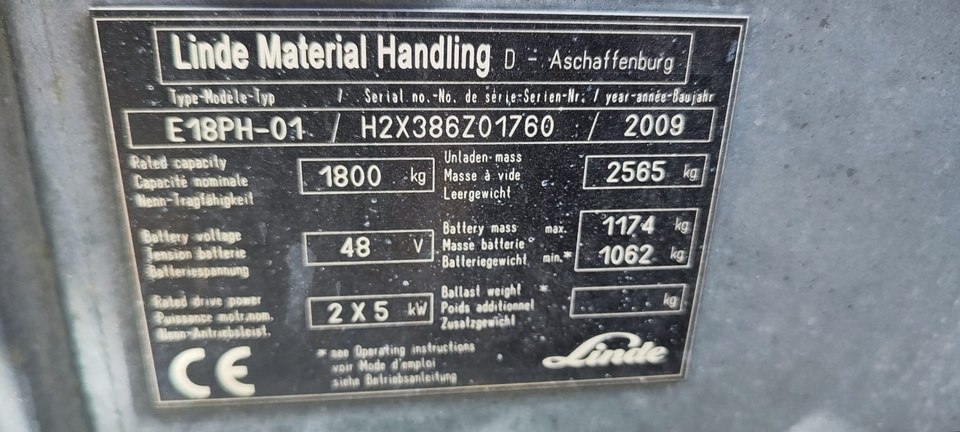 Linde Material Handling D - Aschaffenburg
Type-Modèle-Typ / Serial no.-No. de série-Serien-Nr. / year-année-Baujahr
E18PH-01 / H2X386Z01760 / 2009
Rated capacity
Capacité nominale
Nenn-Tragfähigkeit
1800 kg
Unladen mass
Masse à vide
Leergewicht
2565 kg
Battery voltage
Tension batterie
Batteriespannung
48 V
Battery mass max. 1174 kg
Masse batterie
Batteriegewicht min.* 1062 kg
Rated drive power
Puissance motr.nom.
Nenn-Antriebsleist.
2 X 5 kW
Ballast weight *
Poids additionnel
Zusatzgewicht
kg
CE
* see Operating instructions
voir Mode d'emploi
siehe Betriebsanleitung
Linde